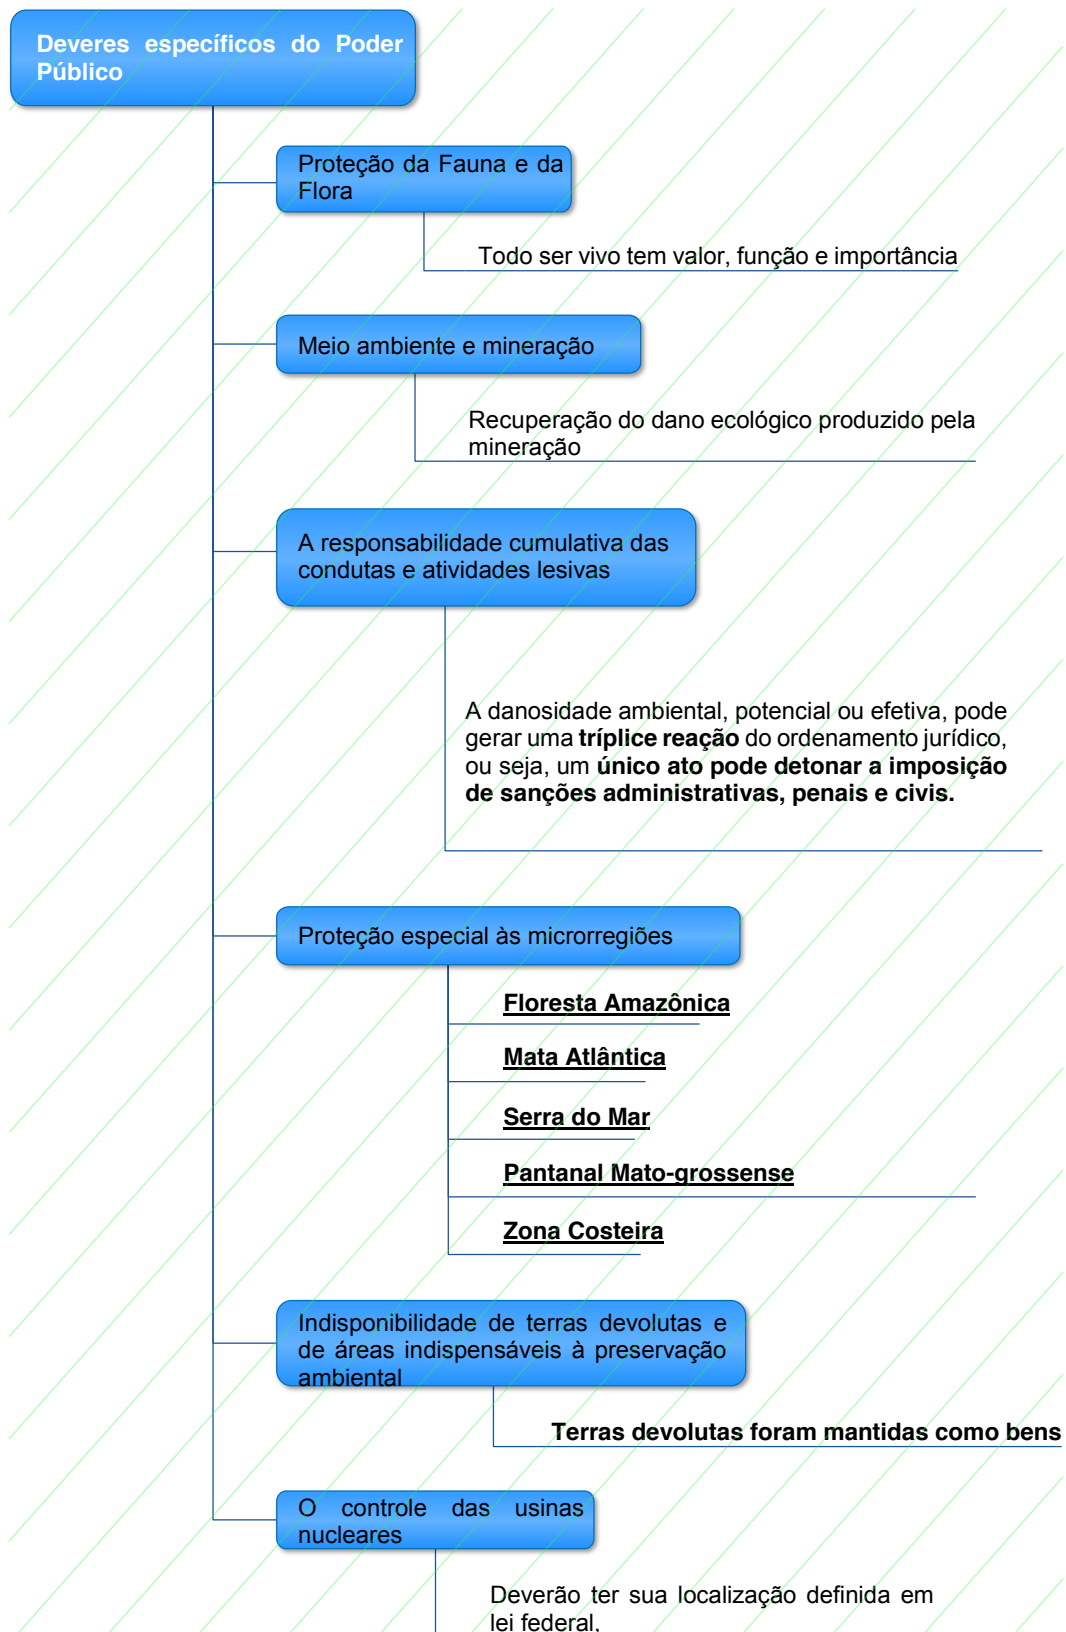 Deveres específicos do Poder
Público
Proteção da Fauna e da
Flora
Todo ser vivo tem valor, função e importância
Meio ambiente e mineração
Recuperação do dano ecológico produzido pela
mineração
A responsabilidade cumulativa das
condutas e atividades lesivas
A danosidade ambiental, potencial ou efetiva, pode
gerar uma tríplice reação do ordenamento jurídico,
ou seja, um único ato pode detonar a imposição
de sanções administrativas, penais e civis.
Proteção especial às microrregiões
Floresta Amazônica
Mata Atlântica
Serra do Mar
Pantanal Mato-grossense
Zona Costeira
Indisponibilidade de terras devolutas e
de áreas indispensáveis à preservação
ambiental
Terras devolutas foram mantidas como bens
O controle das usinas
nucleares
Deverão ter sua localização definida em
lei federal,